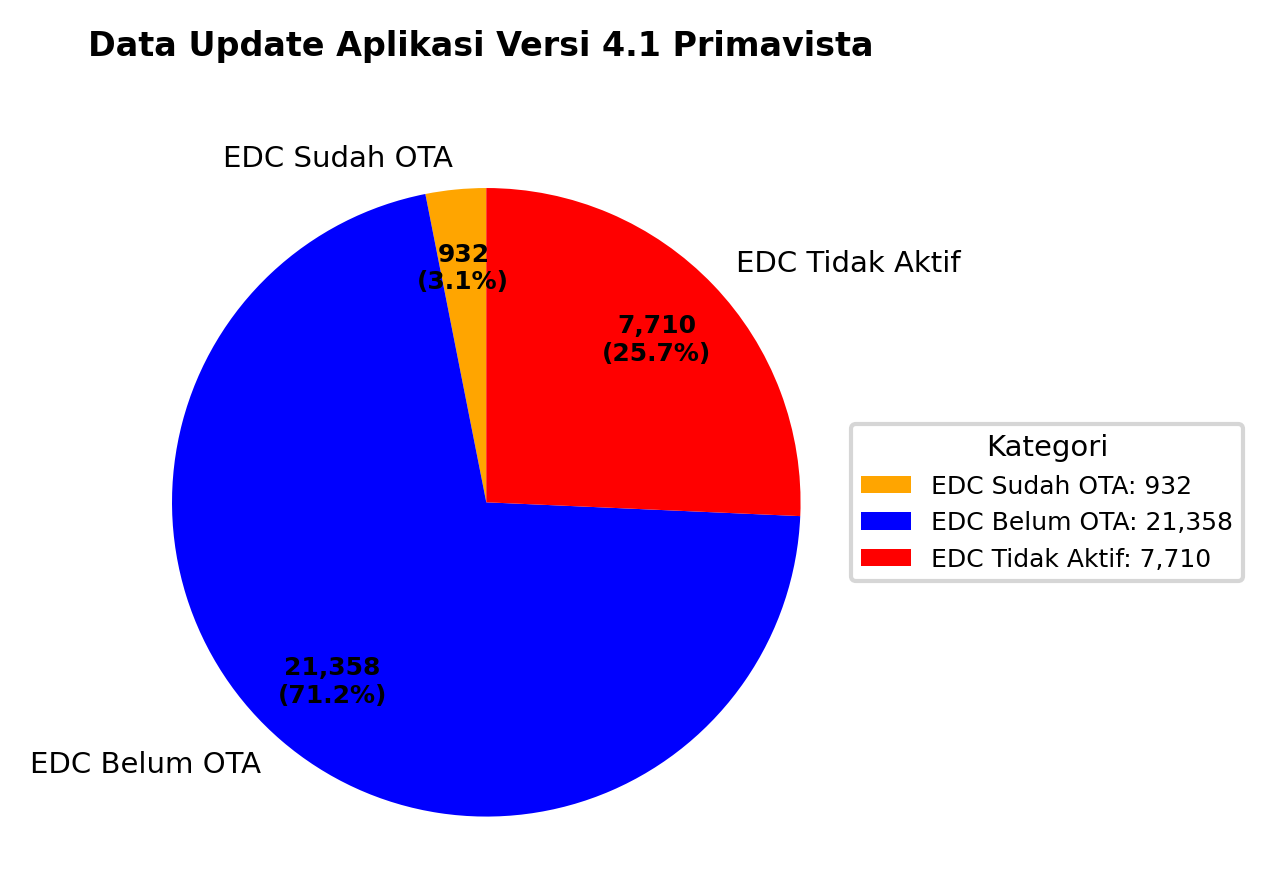 Data Update Aplikasi Versi 4.1 Primavista
EDC Sudah OTA
932
(3.1%)
EDC Tidak Aktif
7,710
(25.7%)
Kategori
EDC Sudah OTA: 932
EDC Belum OTA: 21,358
EDC Tidak Aktif: 7,710
21,358
(71.2%)
EDC Belum OTA